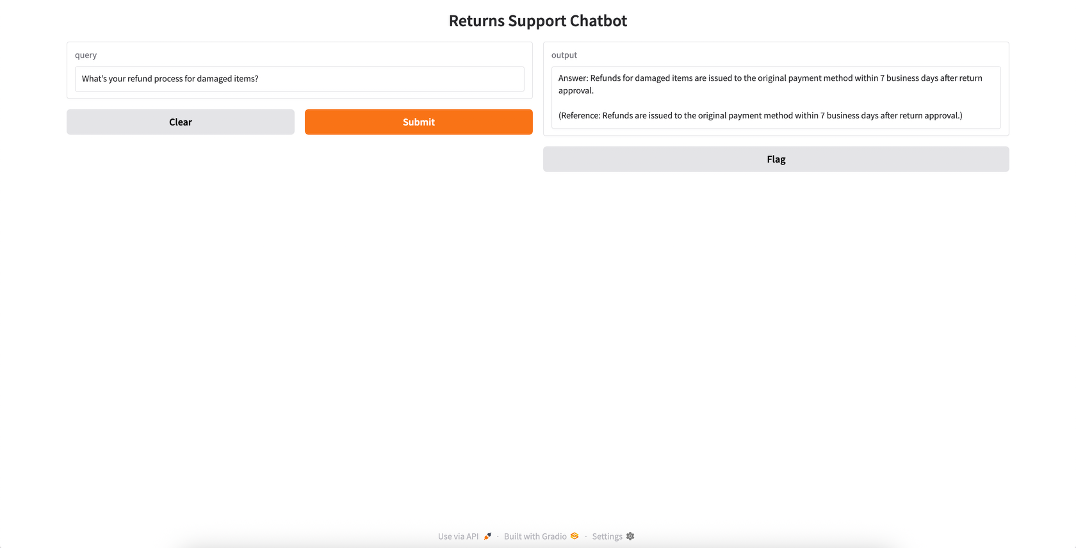 Returns Support Chatbot
query
What's your refund process for damaged items?
Clear
Submit
output
Answer: Refunds for damaged items are issued to the original payment method within 7 business days after return
approval.
(Reference: Refunds are issued to the original payment method within 7 business days after return approval.)
Flag
Use via API · Built with Gradio · Settings